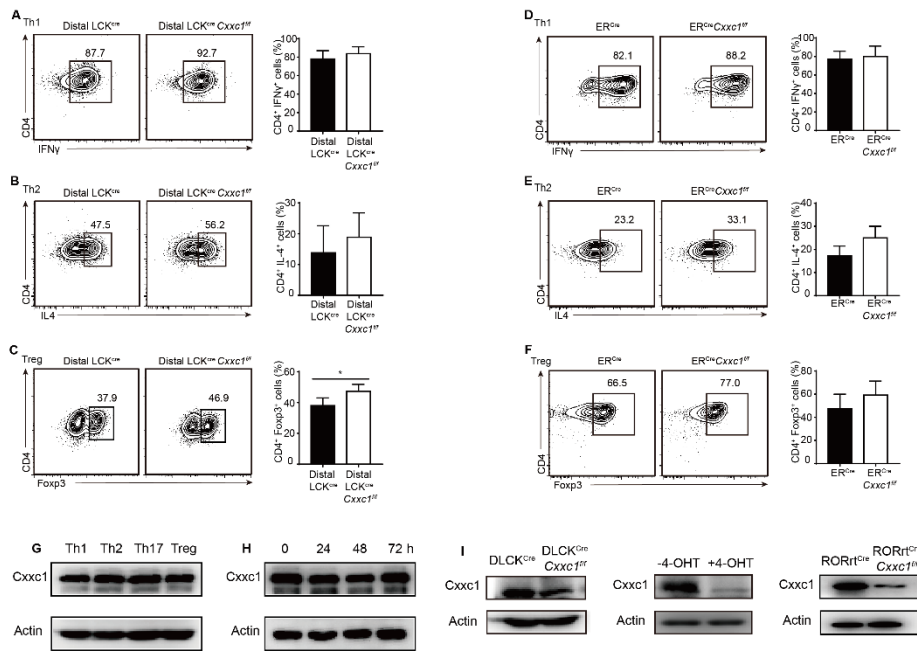 A
Th1
Distal LCKcre
Distal LCKcre Cxxc1f/f
87.7
92.7
CD4
IFNγ
CD4+ IFNγ+ cells (%)
100
80
60
40
20
0
Distal
LCKcre
Distal
LCKcre
Cxxc1f/f
D
Th1
ERCre
ERCre Cxxc1f/f
82.1
88.2
CD4
IFNγ
CD4+ IFNγ+ cells (%)
100
80
60
40
20
0
ERCre
ERCre
Cxxc1f/f
B
Th2
Distal LCKcre
Distal LCKcre Cxxc1f/f
47.5
56.2
CD4
IL4
CD4+ IL-4+ cells (%)
30
20
10
0
Distal
LCKcre
Distal
LCKcre
Cxxc1f/f
E
Th2
ERCre
ERCre Cxxc1f/f
23.2
33.1
CD4
IL4
CD4+ IL-4+ cells (%)
40
30
20
10
0
ERCre
ERCre
Cxxc1f/f
C
Treg
Distal LCKcre
Distal LCKcre Cxxc1f/f
37.9
46.9
CD4
Foxp3
CD4+ Foxp3+ cells (%)
60
40
20
0
*
Distal
LCKcre
Distal
LCKcre
Cxxc1f/f
F
Treg
ERCre
ERCre Cxxc1f/f
66.5
77.0
CD4
Foxp3
CD4+ Foxp3+ cells (%)
100
80
60
40
20
0
ERCre
ERCre
Cxxc1f/f
G
Th1 Th2 Th17 Treg
Cxxc1
Actin
H
0 24 48 72 h
Cxxc1
Actin
I
DLCKCre
DLCKCre
Cxxc1f/f
Cxxc1
Actin
-4-OHT +4-OHT
Cxxc1
Actin
RORrtCre
RORrtCre
Cxxc1f/f
Cxxc1
Actin